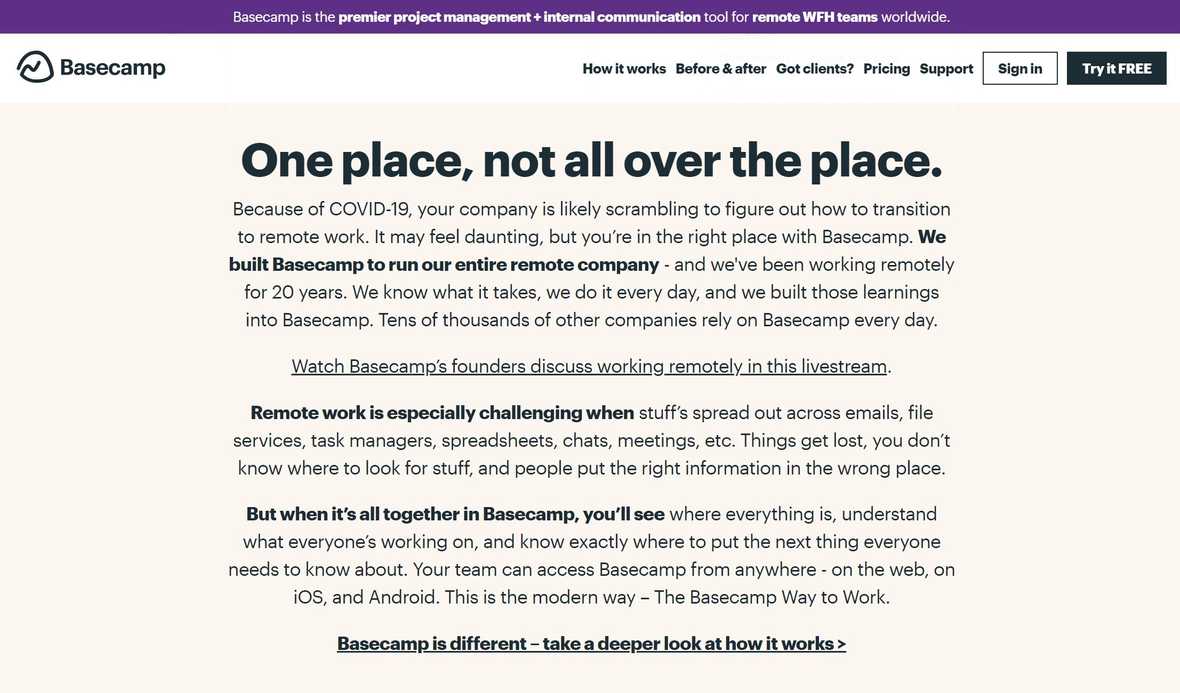 Basecamp is the premier project management + internal communication tool for remote WFH teams worldwide.
Basecamp
How it works Before & after Got clients? Pricing Support Sign in Try it FREE
One place, not all over the place.
Because of COVID-19, your company is likely scrambling to figure out how to transition
to remote work. It may feel daunting, but you’re in the right place with Basecamp. We
built Basecamp to run our entire remote company - and we've been working remotely
for 20 years. We know what it takes, we do it every day, and we built those learnings
into Basecamp. Tens of thousands of other companies rely on Basecamp every day.
Watch Basecamp’s founders discuss working remotely in this livestream.
Remote work is especially challenging when stuff’s spread out across emails, file
services, task managers, spreadsheets, chats, meetings, etc. Things get lost, you don’t
know where to look for stuff, and people put the right information in the wrong place.
But when it’s all together in Basecamp, you’ll see where everything is, understand
what everyone’s working on, and know exactly where to put the next thing everyone
needs to know about. Your team can access Basecamp from anywhere - on the web, on
iOS, and Android. This is the modern way – The Basecamp Way to Work.
Basecamp is different – take a deeper look at how it works >